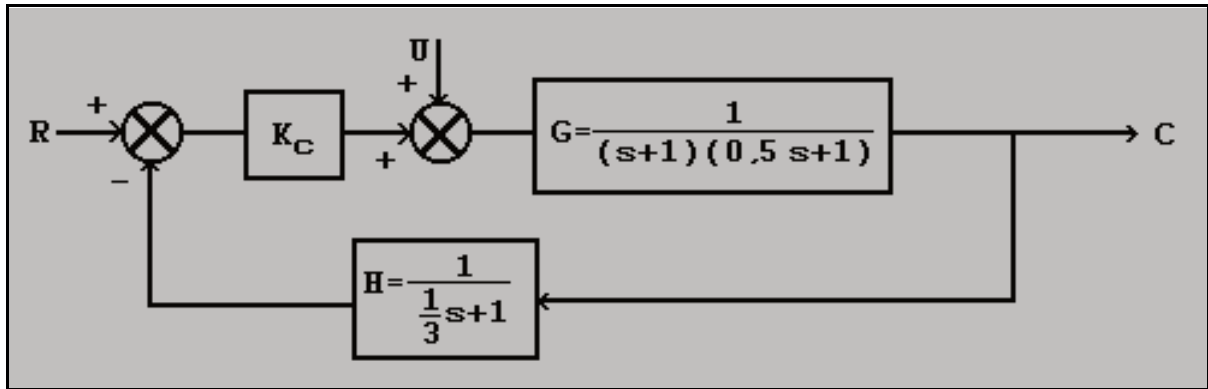 U
+
R
+
K_C
+
G=1/((s+1)(0,5 s+1))
C
-
H=1/(1/3 s+1)